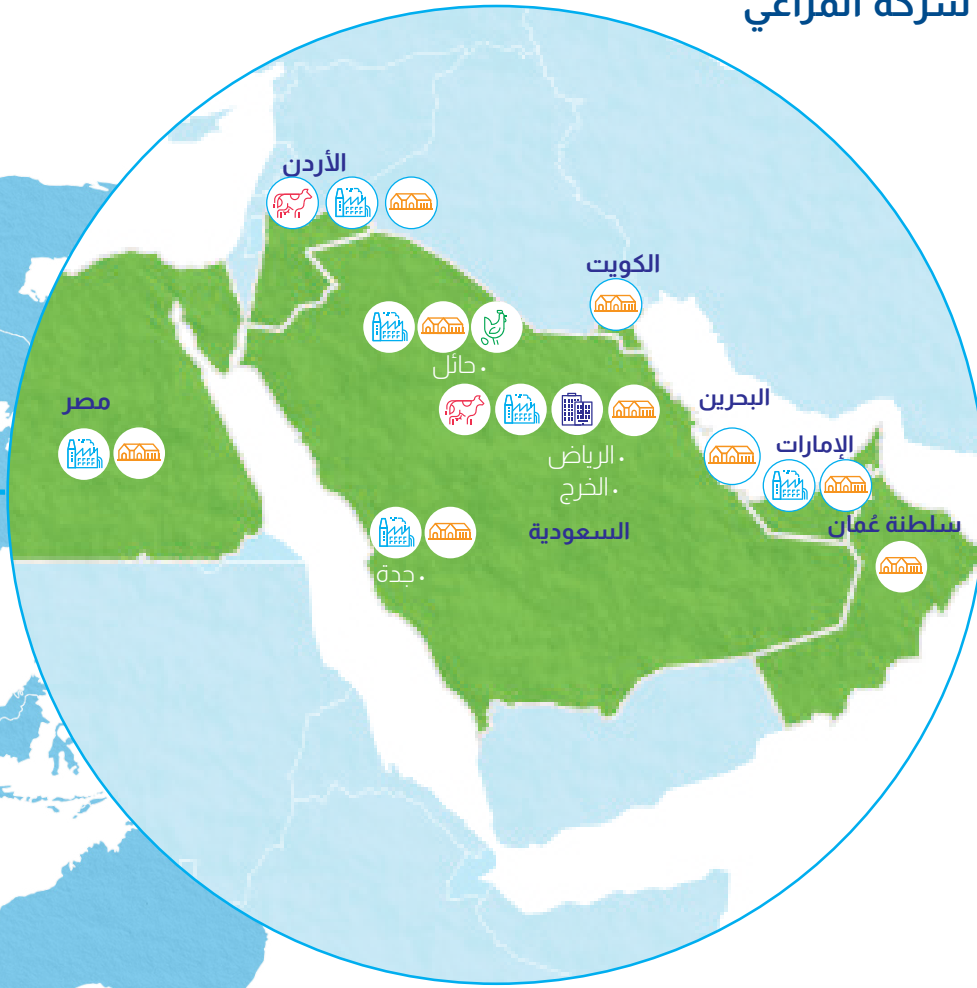 شركة المراعي
الأردن
الكويت
حائل
مصر
البحرين
الإمارات
الرياض
الخرج
سلطنة عُمان
السعودية
جدة